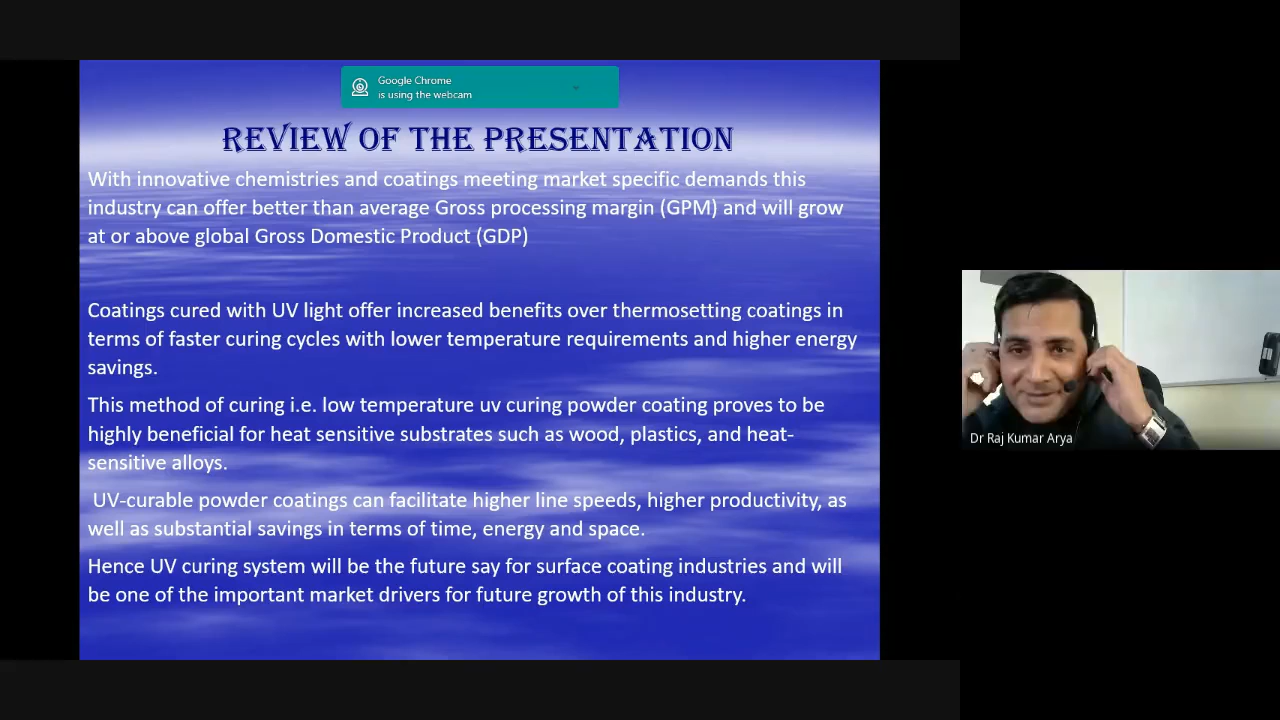 Google Chrome
is using the webcam
REVIEW OF THE PRESENTATION
With innovative chemistries and coatings meeting market specific demands this
industry can offer better than average Gross processing margin (GPM) and will grow
at or above global Gross Domestic Product (GDP)
Coatings cured with UV light offer increased benefits over thermosetting coatings in
terms of faster curing cycles with lower temperature requirements and higher energy
savings.
This method of curing i.e. low temperature uv curing powder coating proves to be
highly beneficial for heat sensitive substrates such as wood, plastics, and heat-
sensitive alloys.
UV-curable powder coatings can facilitate higher line speeds, higher productivity, as
well as substantial savings in terms of time, energy and space.
Hence UV curing system will be the future say for surface coating industries and will
be one of the important market drivers for future growth of this industry.
Dr Raj Kumar Arya